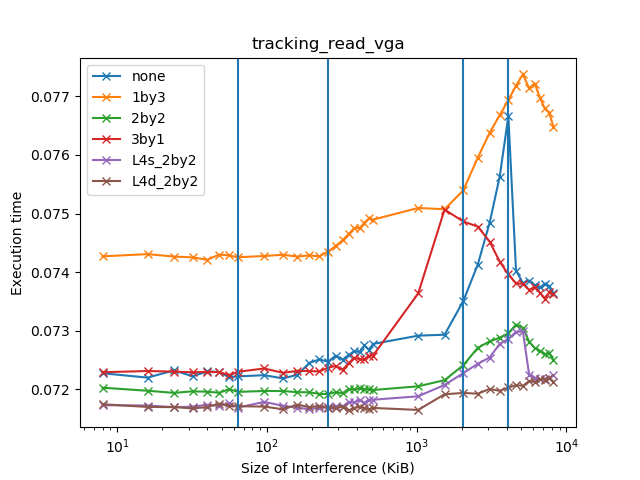 tracking_read_vga
none
1by3
2by2
3by1
L4s_2by2
L4d_2by2
Execution time
0.077
0.076
0.075
0.074
0.073
0.072
10¹ 10² 10³ 10⁴
Size of Interference (KiB)